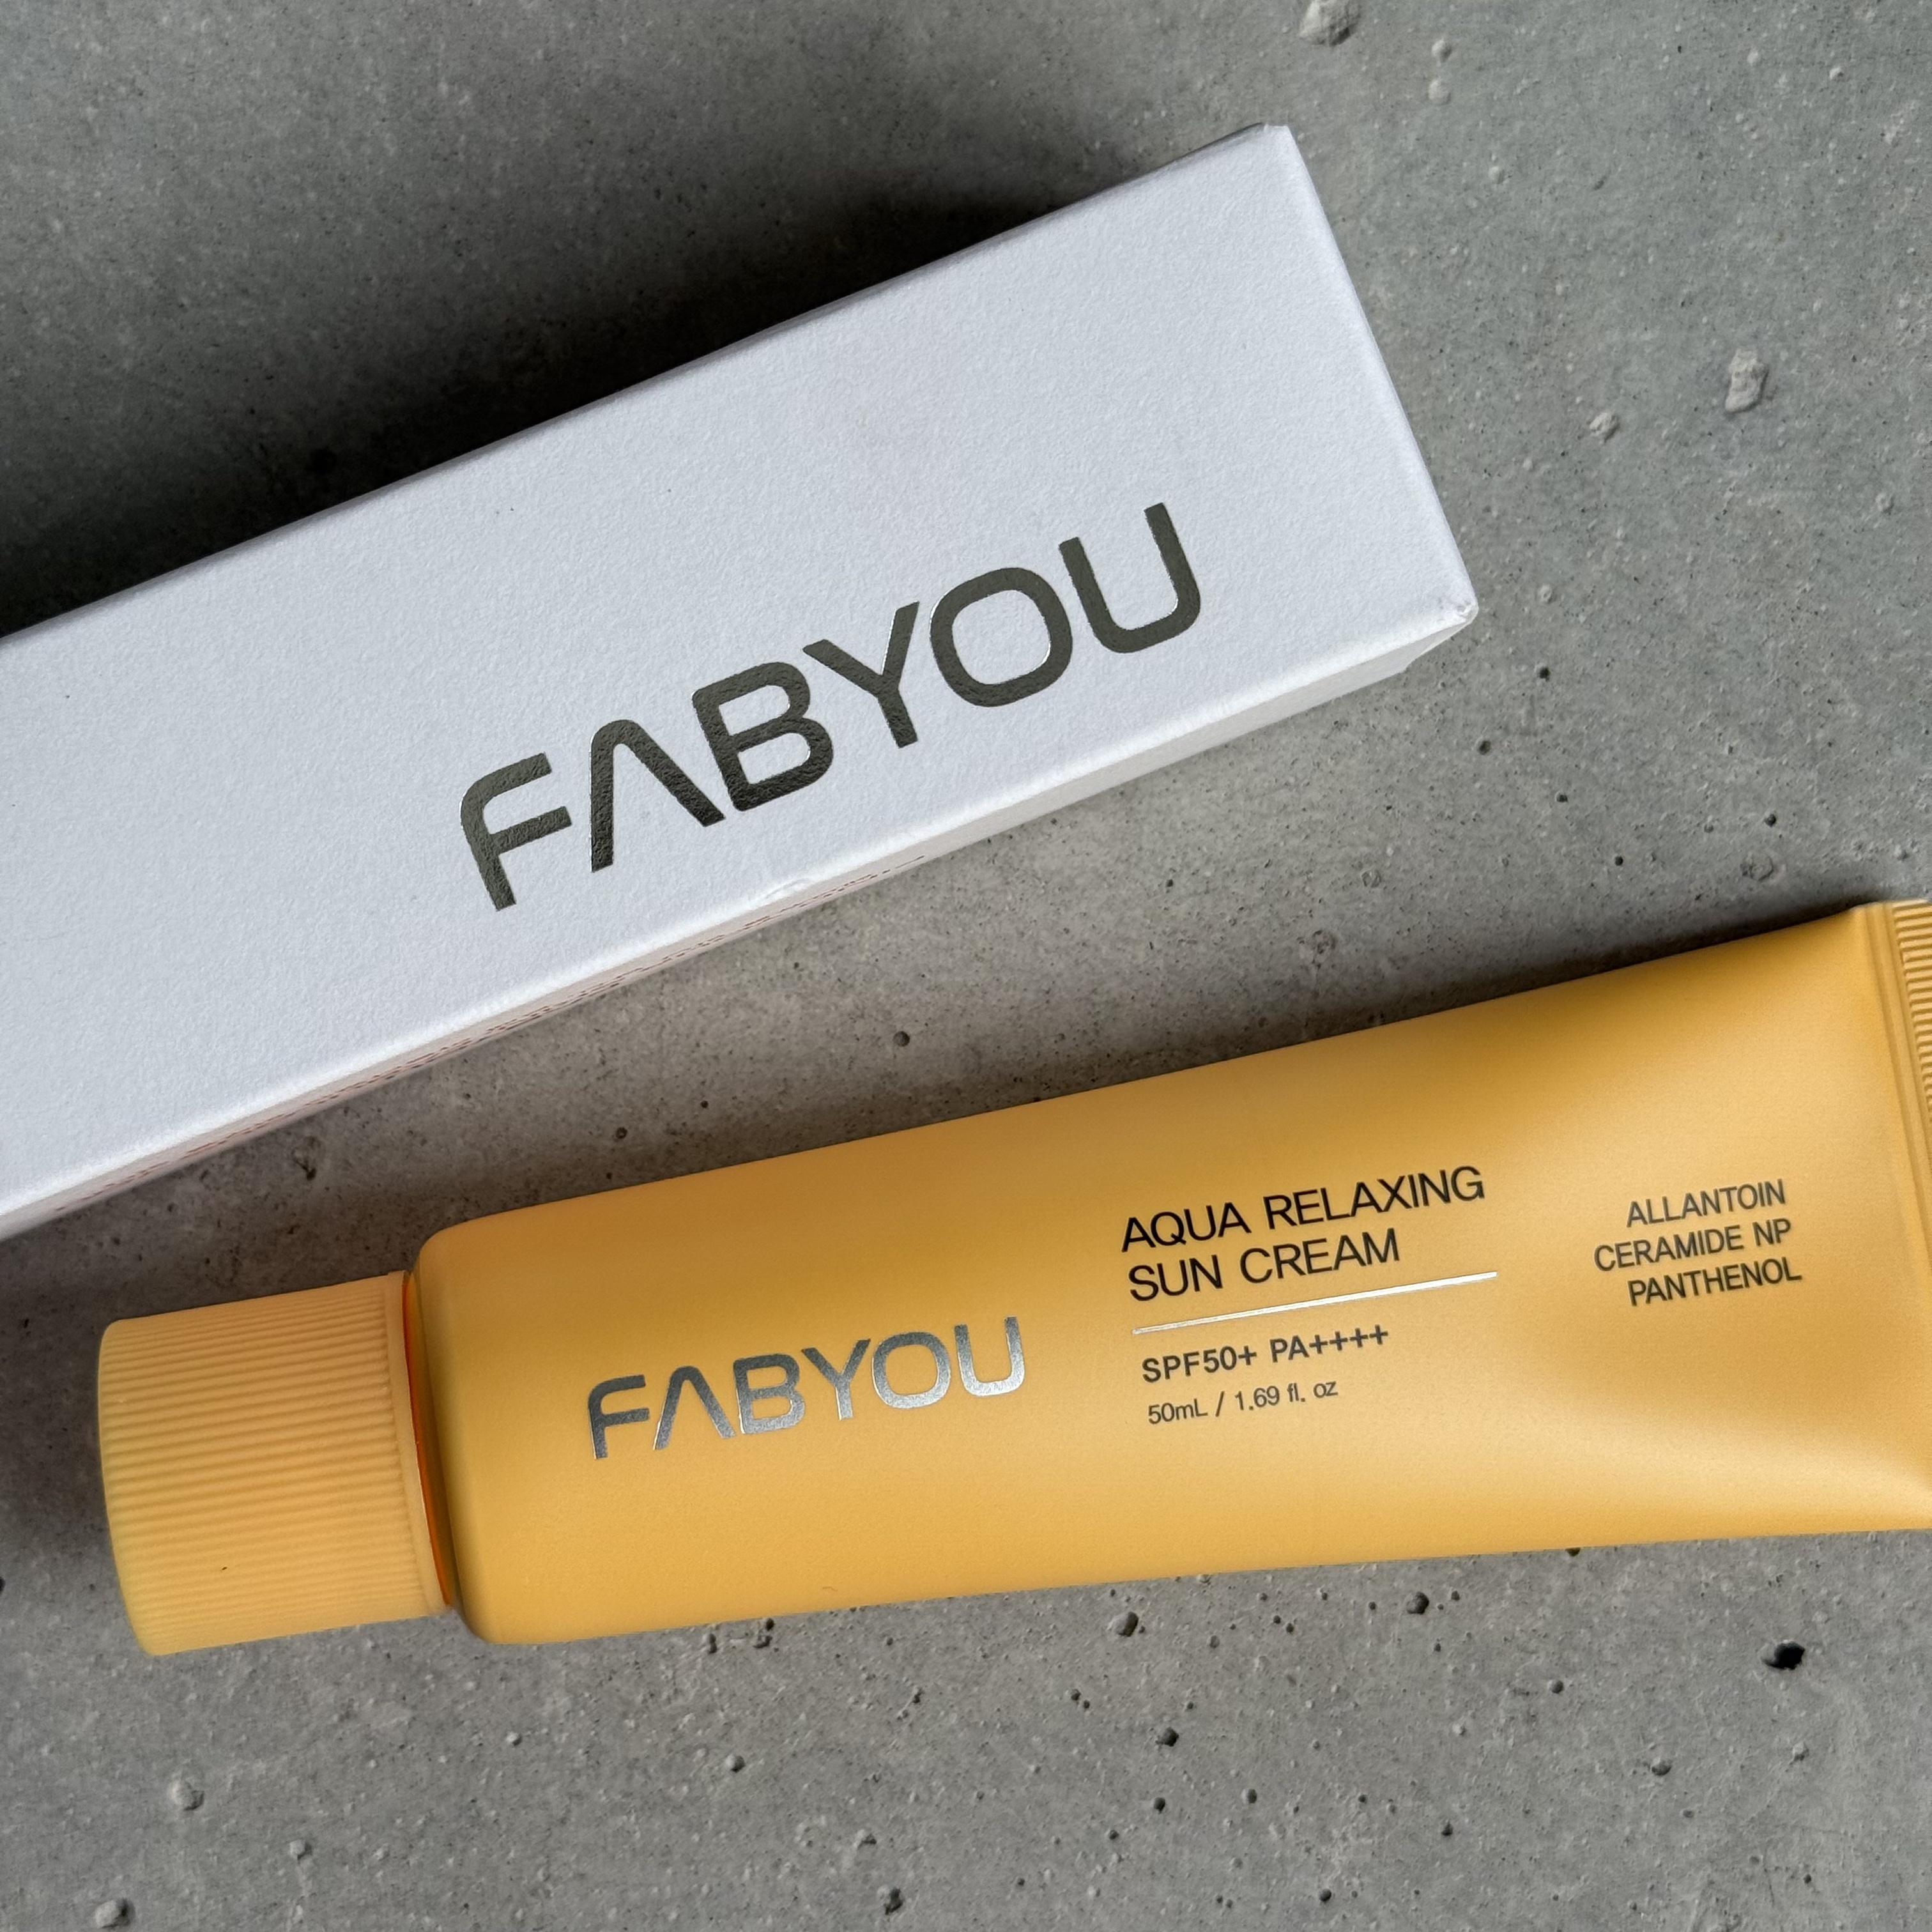 FABYOU
FABYOU
AQUA RELAXING
SUN CREAM
SPF50+ PA++++
50mL / 1.69 fl. oz
ALLANTOIN
CERAMIDE NP
PANTHENOL